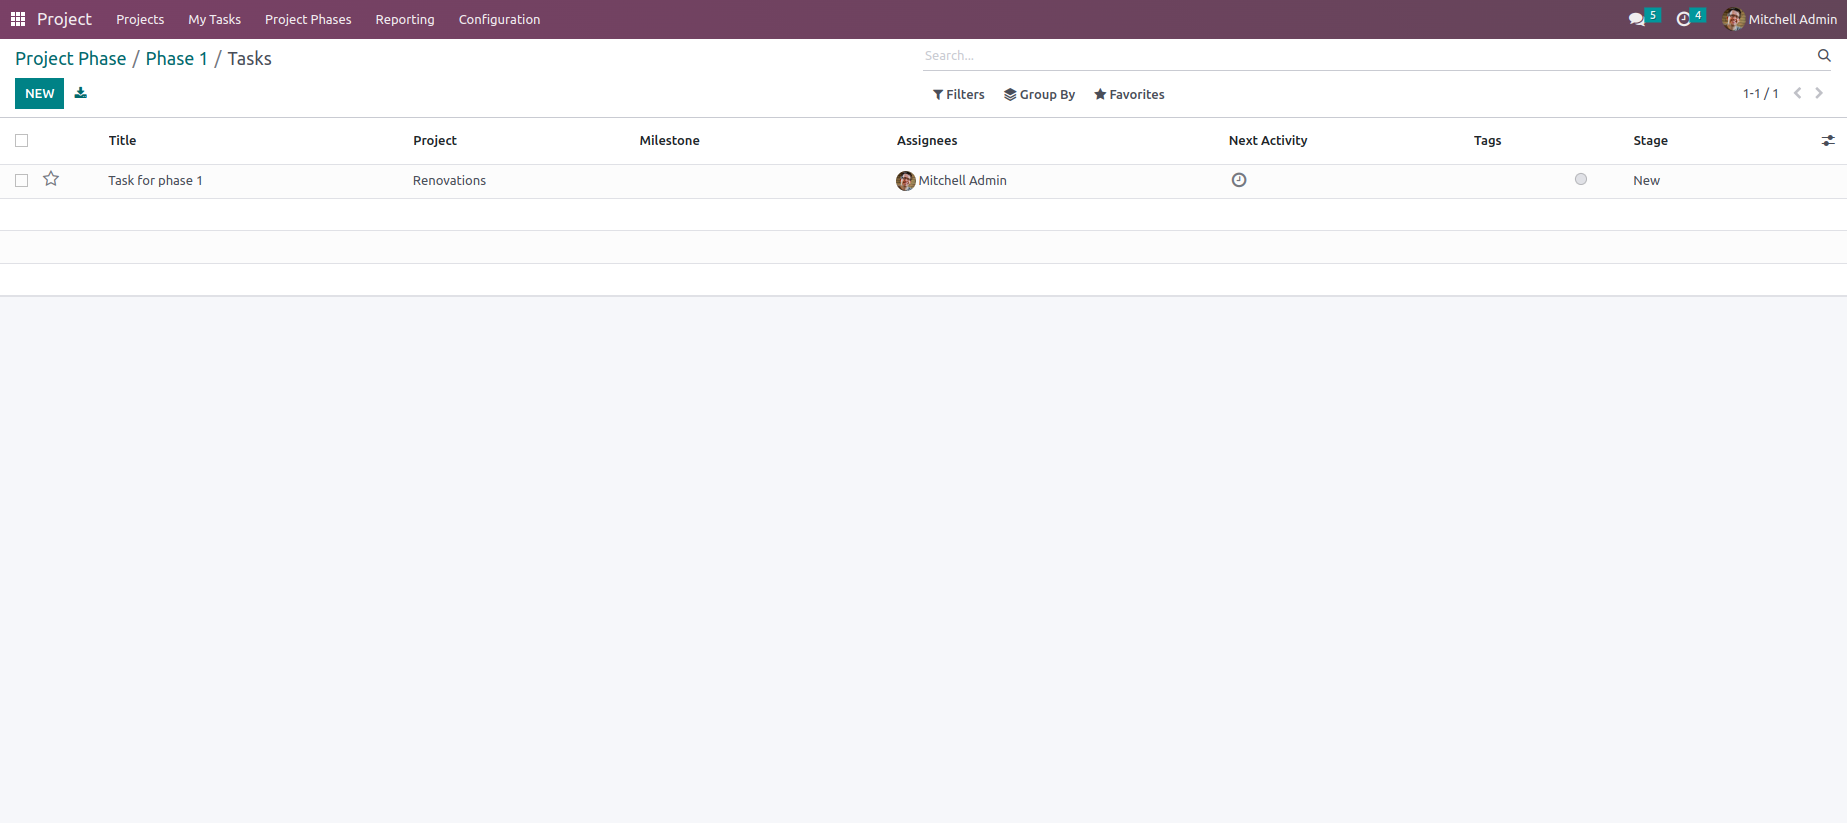 Project Projects My Tasks Project Phases Reporting Configuration 5 4 Mitchell Admin
Project Phase / Phase 1 / Tasks
Search...
NEW
Filters Group By Favorites
1-1 / 1
Title Project Milestone Assignees Next Activity Tags Stage
Task for phase 1 Renovations Mitchell Admin New